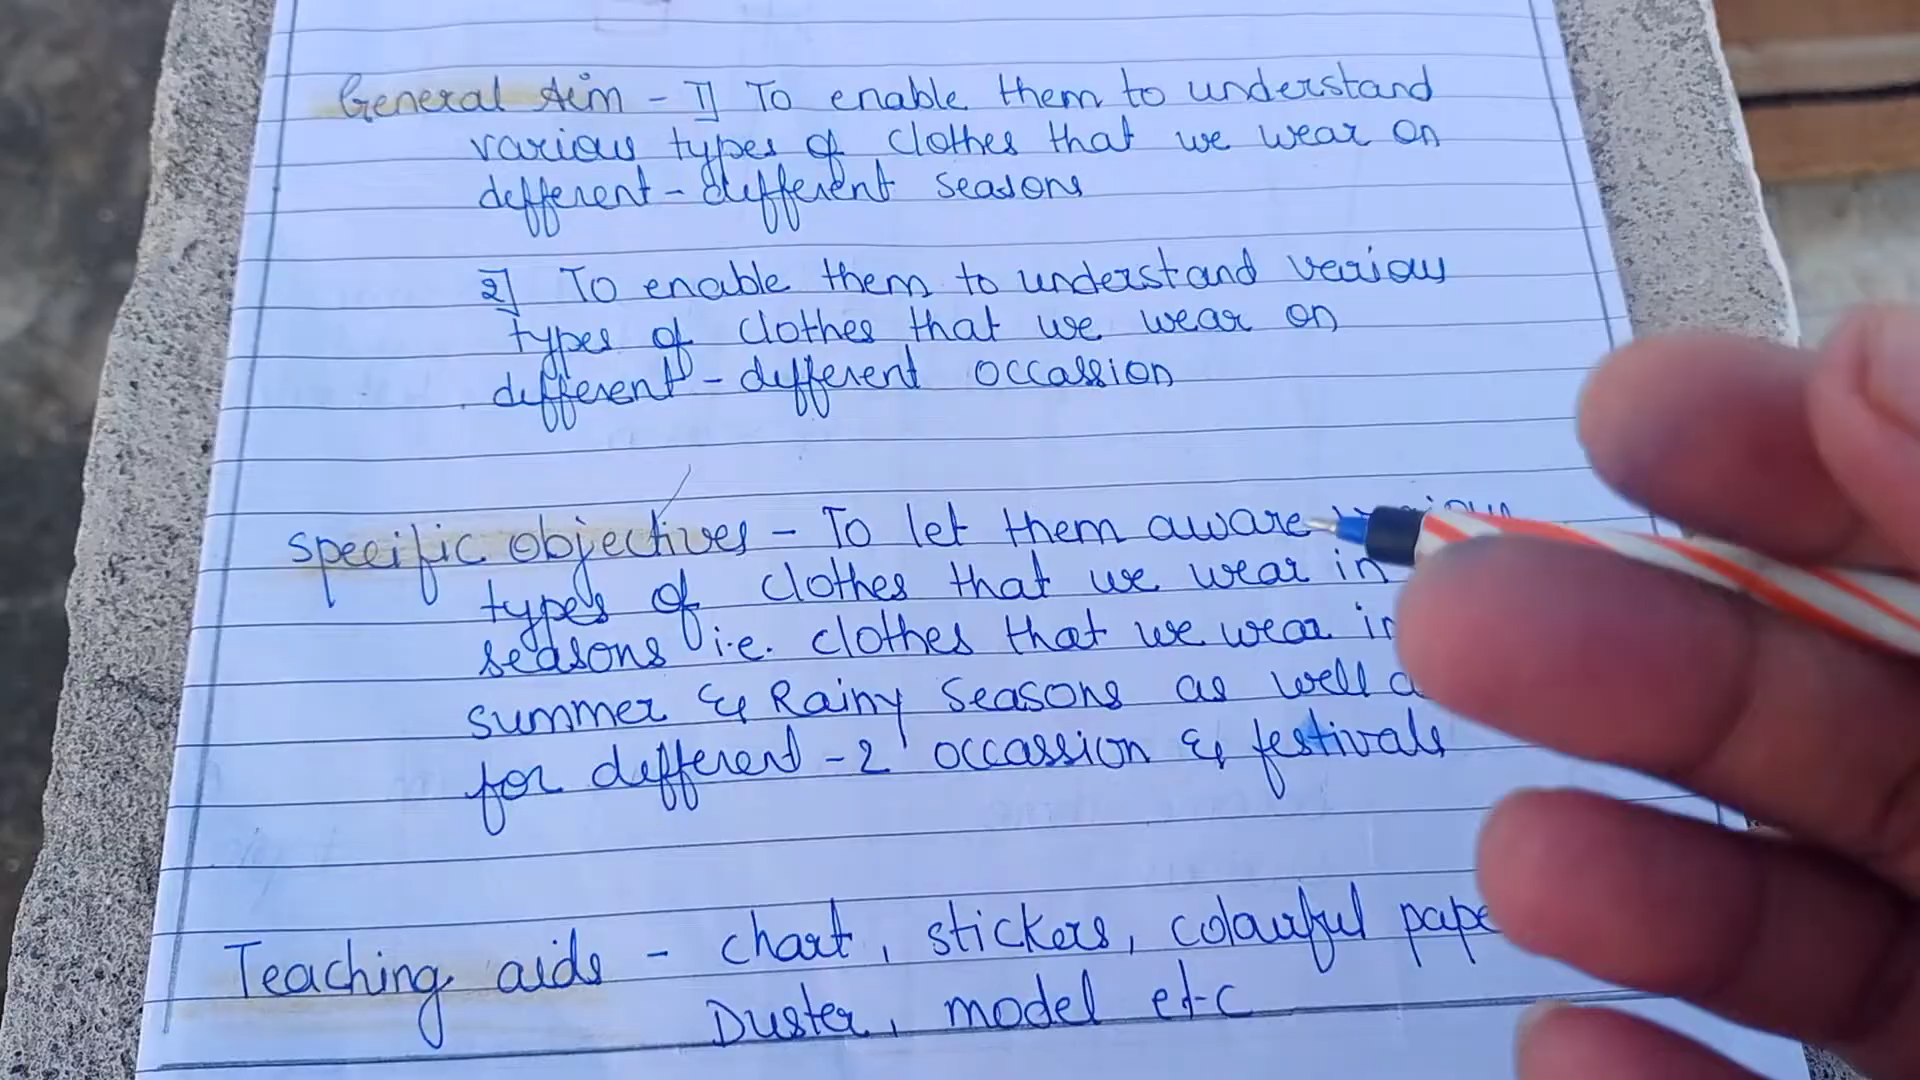 General Aim - 1] To enable them to understand
various types of clothes that we wear on
different - different seasons
2] To enable them to understand various
types of clothes that we wear on
different - different occassion
Specific objectives - To let them aware
types of clothes that we wear in
seasons i.e. clothes that we wear in
summer & Rainy seasons as well
for different - 2 occassion & festivals
Teaching aids - chart, stickers, colourful
Duster, model etc